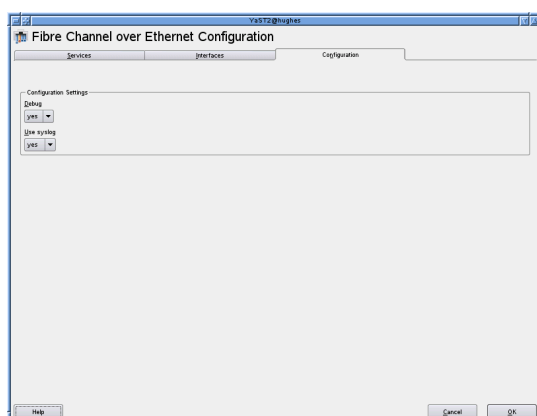 YaST2@hughes
Fibre Channel over Ethernet Configuration
Services Interfaces Configuration
Configuration Settings
Debug
yes
Use syslog
yes
Help Cancel OK